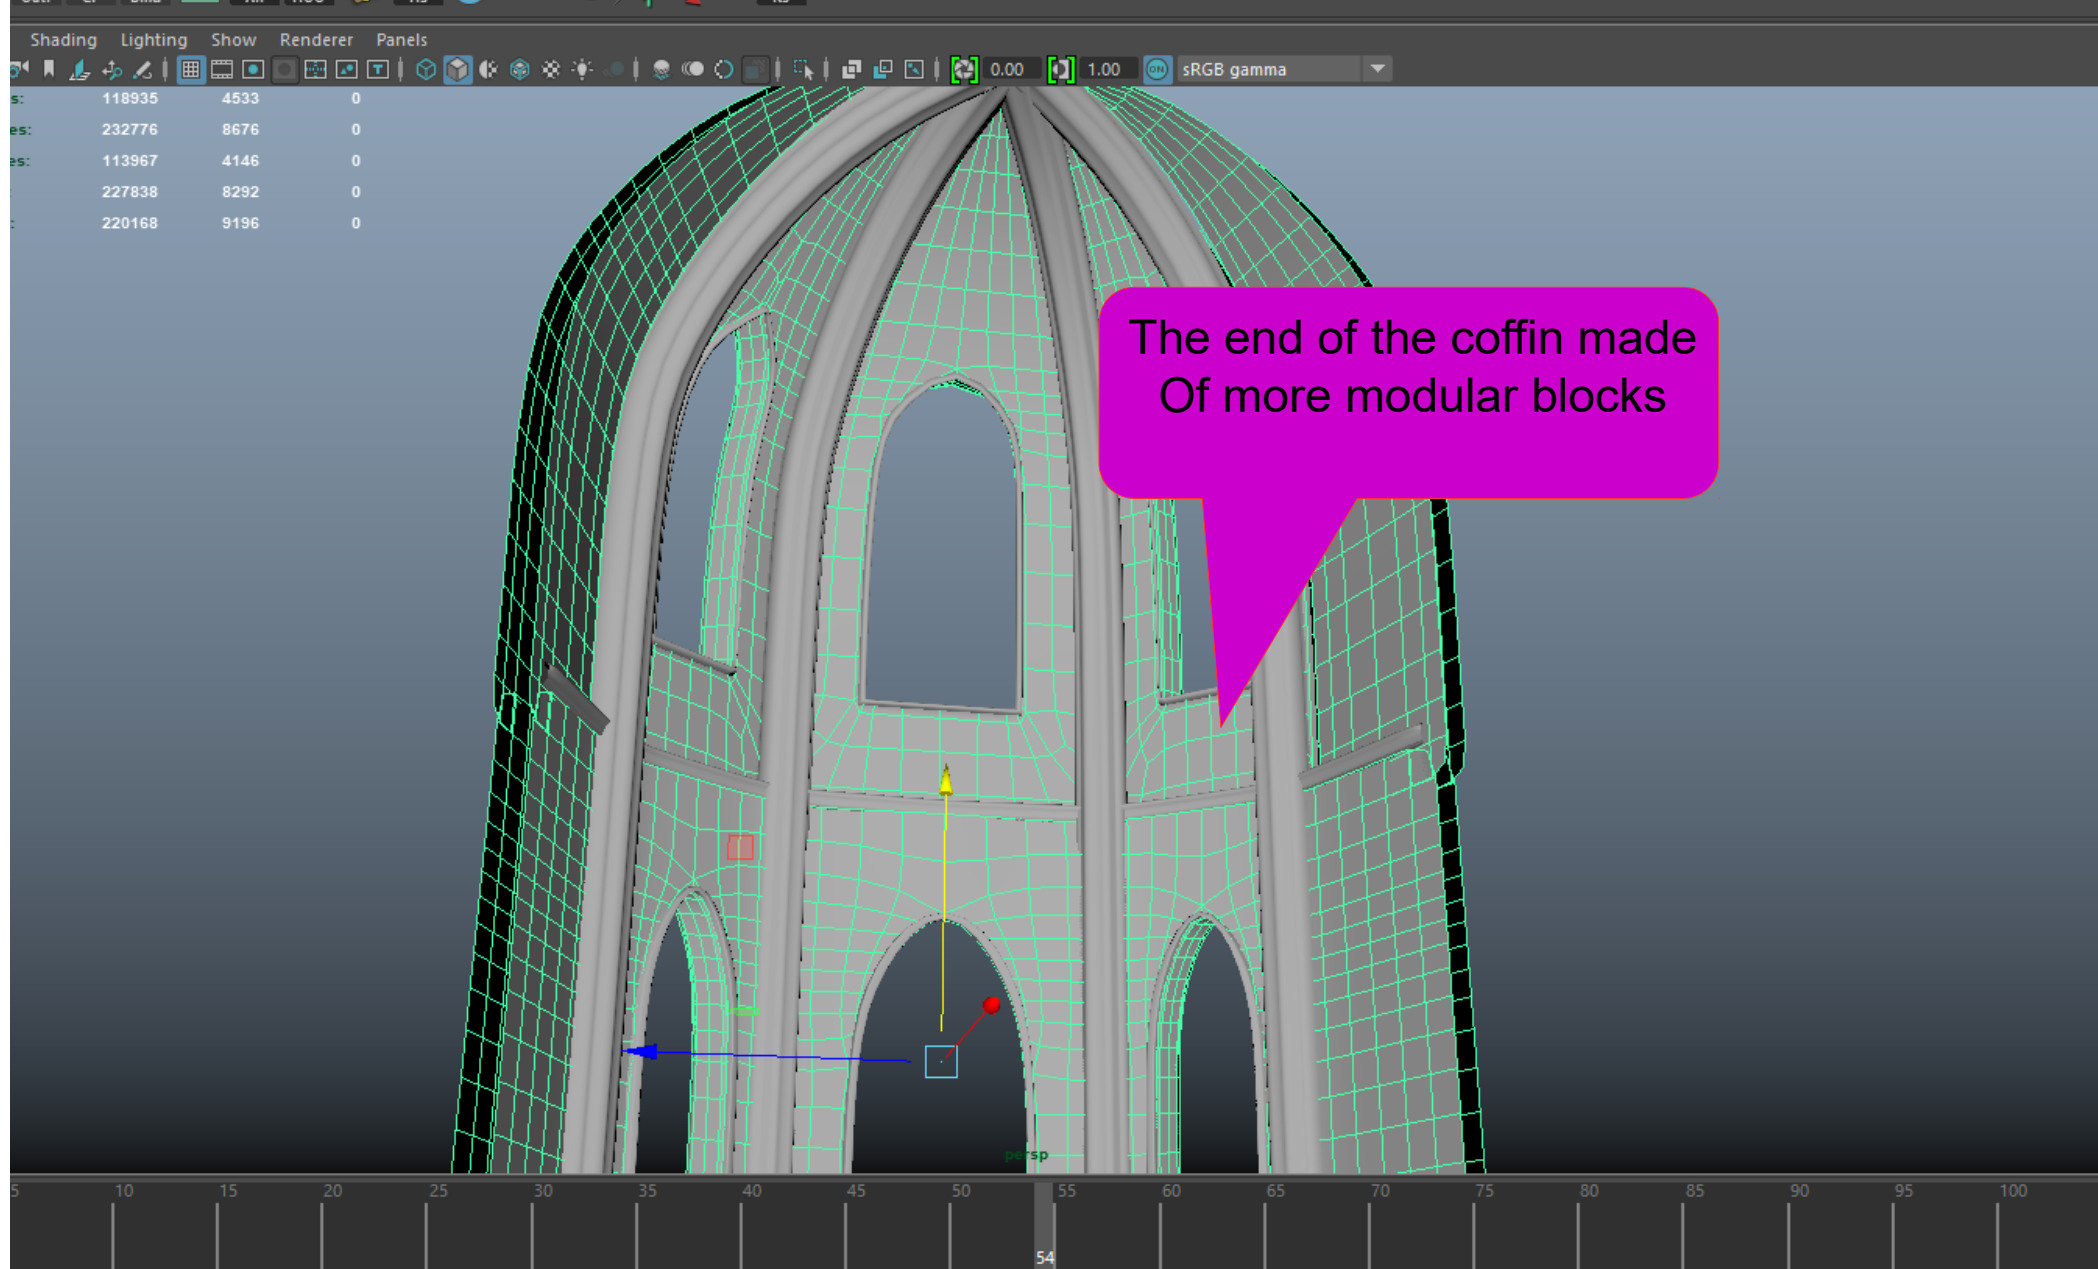 Shading Lighting Show Renderer Panels
0.00 1.00 ON sRGB gamma
s: 118935 4533 0
es: 232776 8676 0
es: 113967 4146 0
: 227838 8292 0
: 220168 9196 0
The end of the coffin made
Of more modular blocks
persp
5 10 15 20 25 30 35 40 45 50 55 60 65 70 75 80 85 90 95 100
54